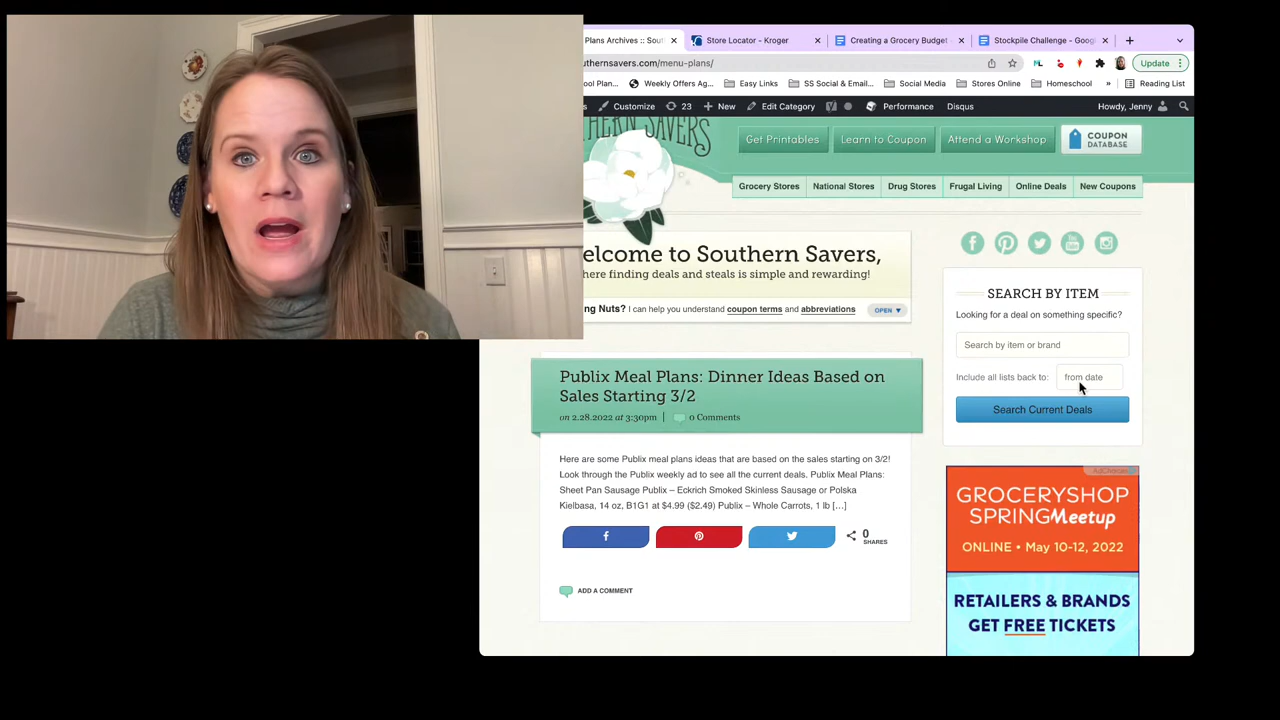 Plans Archives :: Sout
Store Locator - Kroger
Creating a Grocery Budget
Stockpile Challenge - Goog
thernsavers.com/menu-plans/
Update
ool Plan...
Weekly Offers Ag...
Easy Links
SS Social & Email...
Social Media
Stores Online
Homeschool
»
Reading List
Customize
23
New
Edit Category
Performance
Disqus
Howdy, Jenny
HERN SAVERS
Get Printables
Learn to Coupon
Attend a Workshop
COUPON
DATABASE
Grocery Stores
National Stores
Drug Stores
Frugal Living
Online Deals
New Coupons
elcome to Southern Savers,
here finding deals and steals is simple and rewarding!
ng Nuts? I can help you understand coupon terms and abbreviations
OPEN ▼
SEARCH BY ITEM
Looking for a deal on something specific?
Search by item or brand
Include all lists back to:
from date
Search Current Deals
Publix Meal Plans: Dinner Ideas Based on
Sales Starting 3/2
on 2.28.2022 at 3:30pm | 0 Comments
Here are some Publix meal plans ideas that are based on the sales starting on 3/2!
Look through the Publix weekly ad to see all the current deals. Publix Meal Plans:
Sheet Pan Sausage Publix – Eckrich Smoked Skinless Sausage or Polska
Kielbasa, 14 oz, B1G1 at $4.99 ($2.49) Publix – Whole Carrots, 1 lb […]
0
SHARES
ADD A COMMENT
AdChoices
GROCERYSHOP
SPRING Meetup
ONLINE • May 10-12, 2022
RETAILERS & BRANDS
GET FREE TICKETS